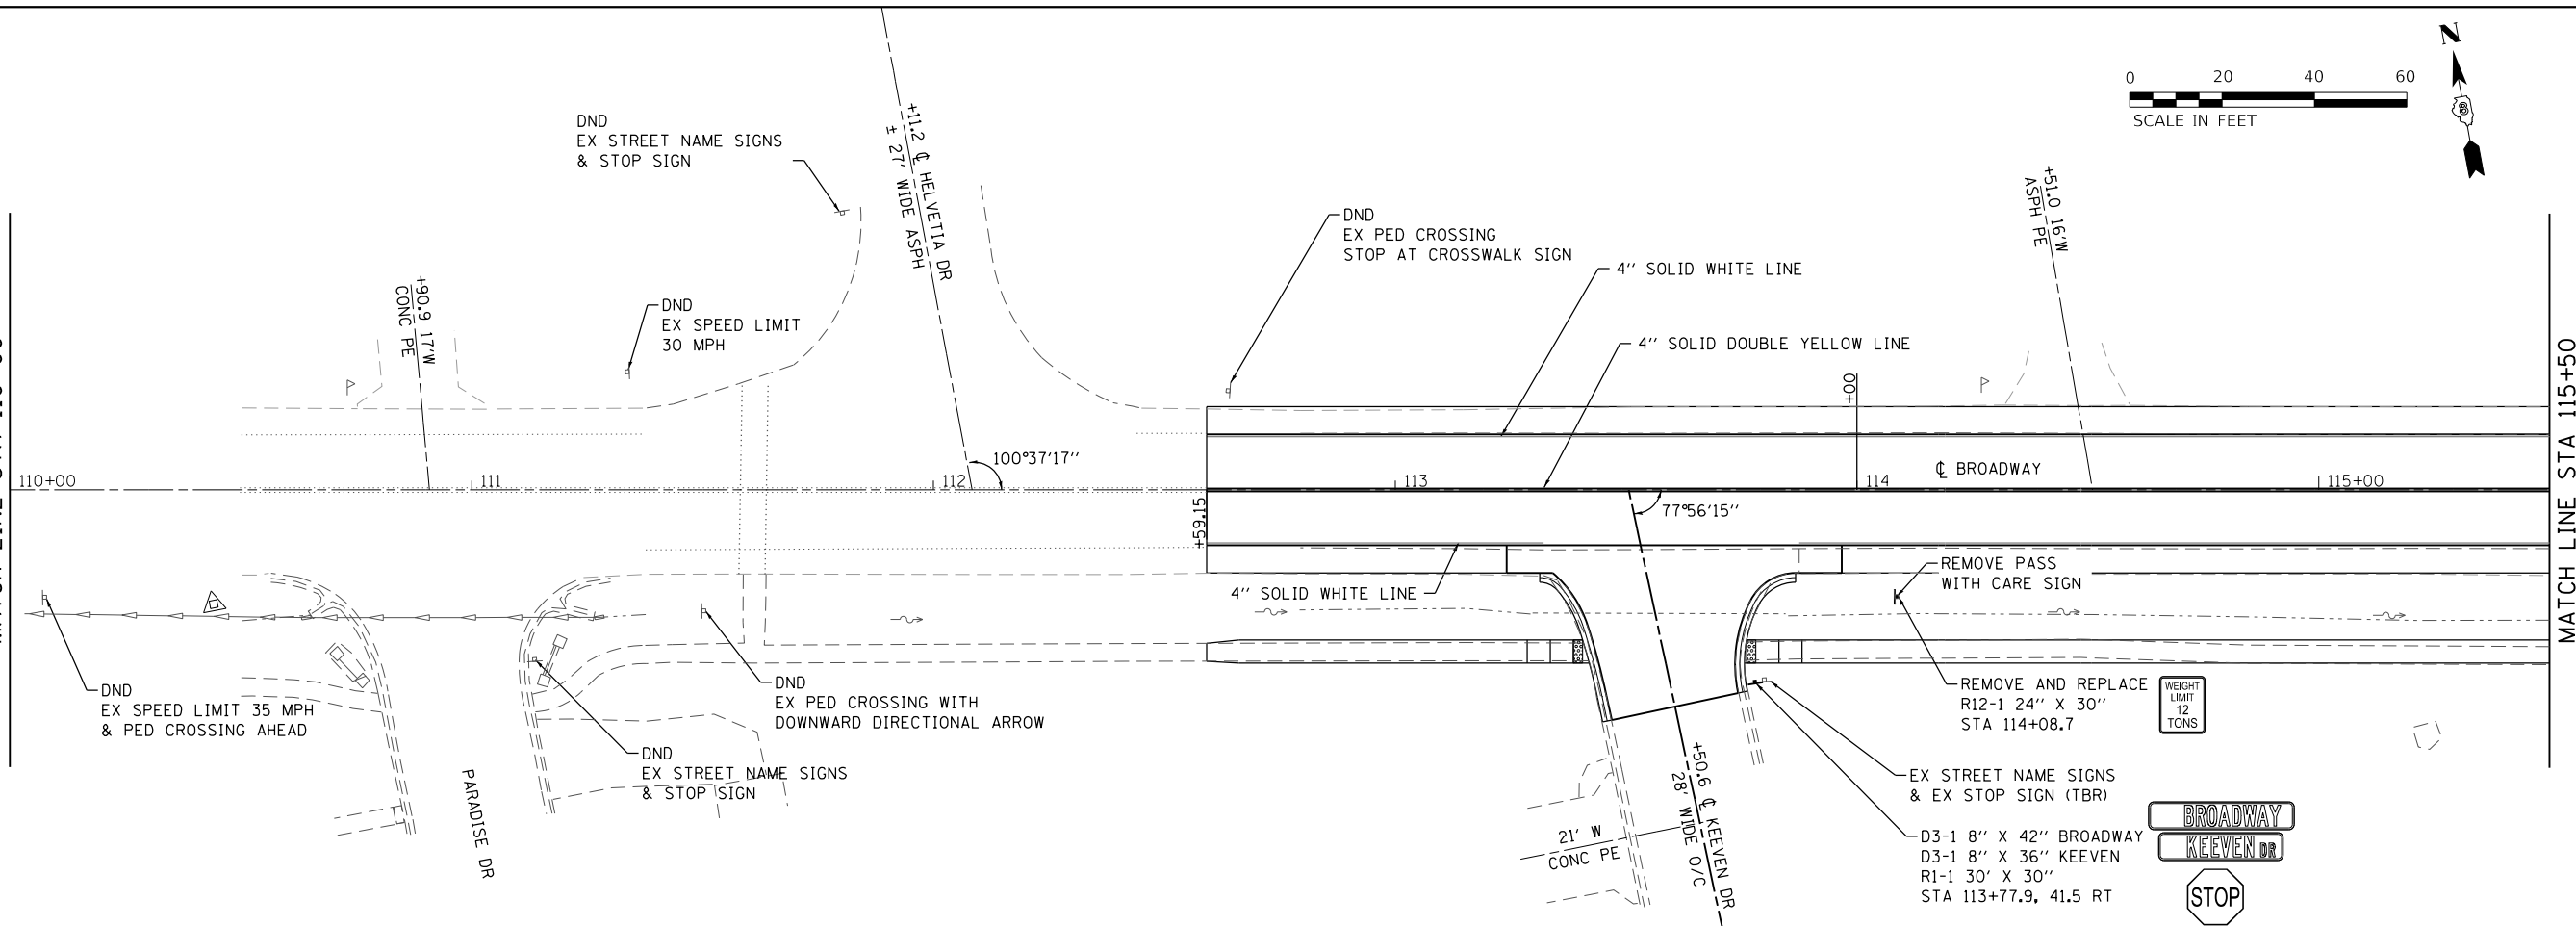 0 20 40 60
SCALE IN FEET
N
8
DND
EX STREET NAME SIGNS
& STOP SIGN
+11.2 ℄ HELVETIA DR
± 27' WIDE ASPH
+51.0 16'W
ASPH PE
DND
EX PED CROSSING
STOP AT CROSSWALK SIGN
4'' SOLID WHITE LINE
+90.9 17'W
CONC PE
DND
EX SPEED LIMIT
30 MPH
4'' SOLID DOUBLE YELLOW LINE
+00
100°37'17''
℄ BROADWAY
110+00
111
112
113
114
115+00
MATCH LINE STA 115+50
+59.15
77°56'15''
REMOVE PASS
WITH CARE SIGN
4'' SOLID WHITE LINE
DND
EX SPEED LIMIT 35 MPH
& PED CROSSING AHEAD
DND
EX PED CROSSING WITH
DOWNWARD DIRECTIONAL ARROW
REMOVE AND REPLACE
R12-1 24'' X 30''
STA 114+08.7
WEIGHT
LIMIT
12
TONS
DND
EX STREET NAME SIGNS
& STOP SIGN
PARADISE DR
+50.6 ℄ KEEVEN DR
28' WIDE O/C
EX STREET NAME SIGNS
& EX STOP SIGN (TBR)
21' W
CONC PE
D3-1 8'' X 42'' BROADWAY
D3-1 8'' X 36'' KEEVEN
R1-1 30' X 30''
STA 113+77.9, 41.5 RT
BROADWAY
KEEVEN DR
STOP